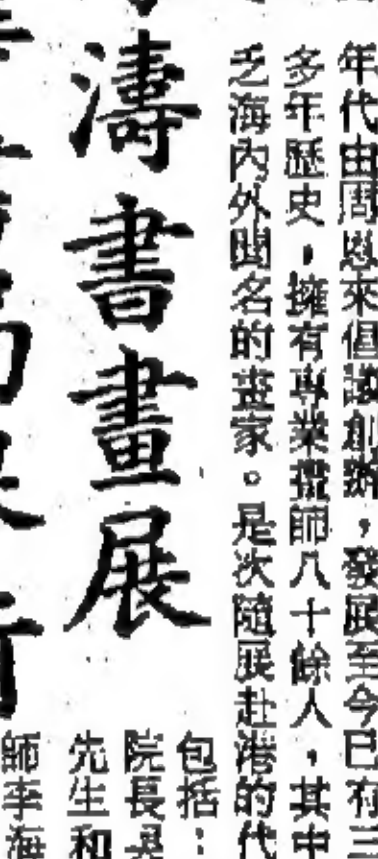 年代由周恩來倡議創辦，發展至今已有三
多年歷史，擁有專業畫師八十餘人，其中
乏海內外聞名的畫家。是次隨展赴港的代
包括：
院長吳
先生和
濤書畫展
師李海